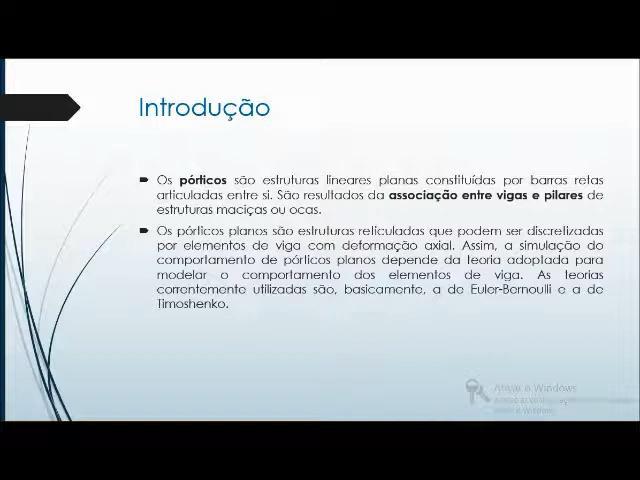 Introdução
Os pórticos são estruturas lineares planas constituídas por barras retas
articuladas entre si. São resultados da associação entre vigas e pilares de
estruturas maciças ou ocas.
Os pórticos planos são estruturas reticuladas que podem ser discretizadas
por elementos de viga com deformação axial. Assim, a simulação do
comportamento de pórticos planos depende da teoria adoptada para
modelar o comportamento dos elementos de viga. As teorias
correntemente utilizadas são, basicamente, a de Euler-Bernoulli e a de
Timoshenko.
Ativar o Windows